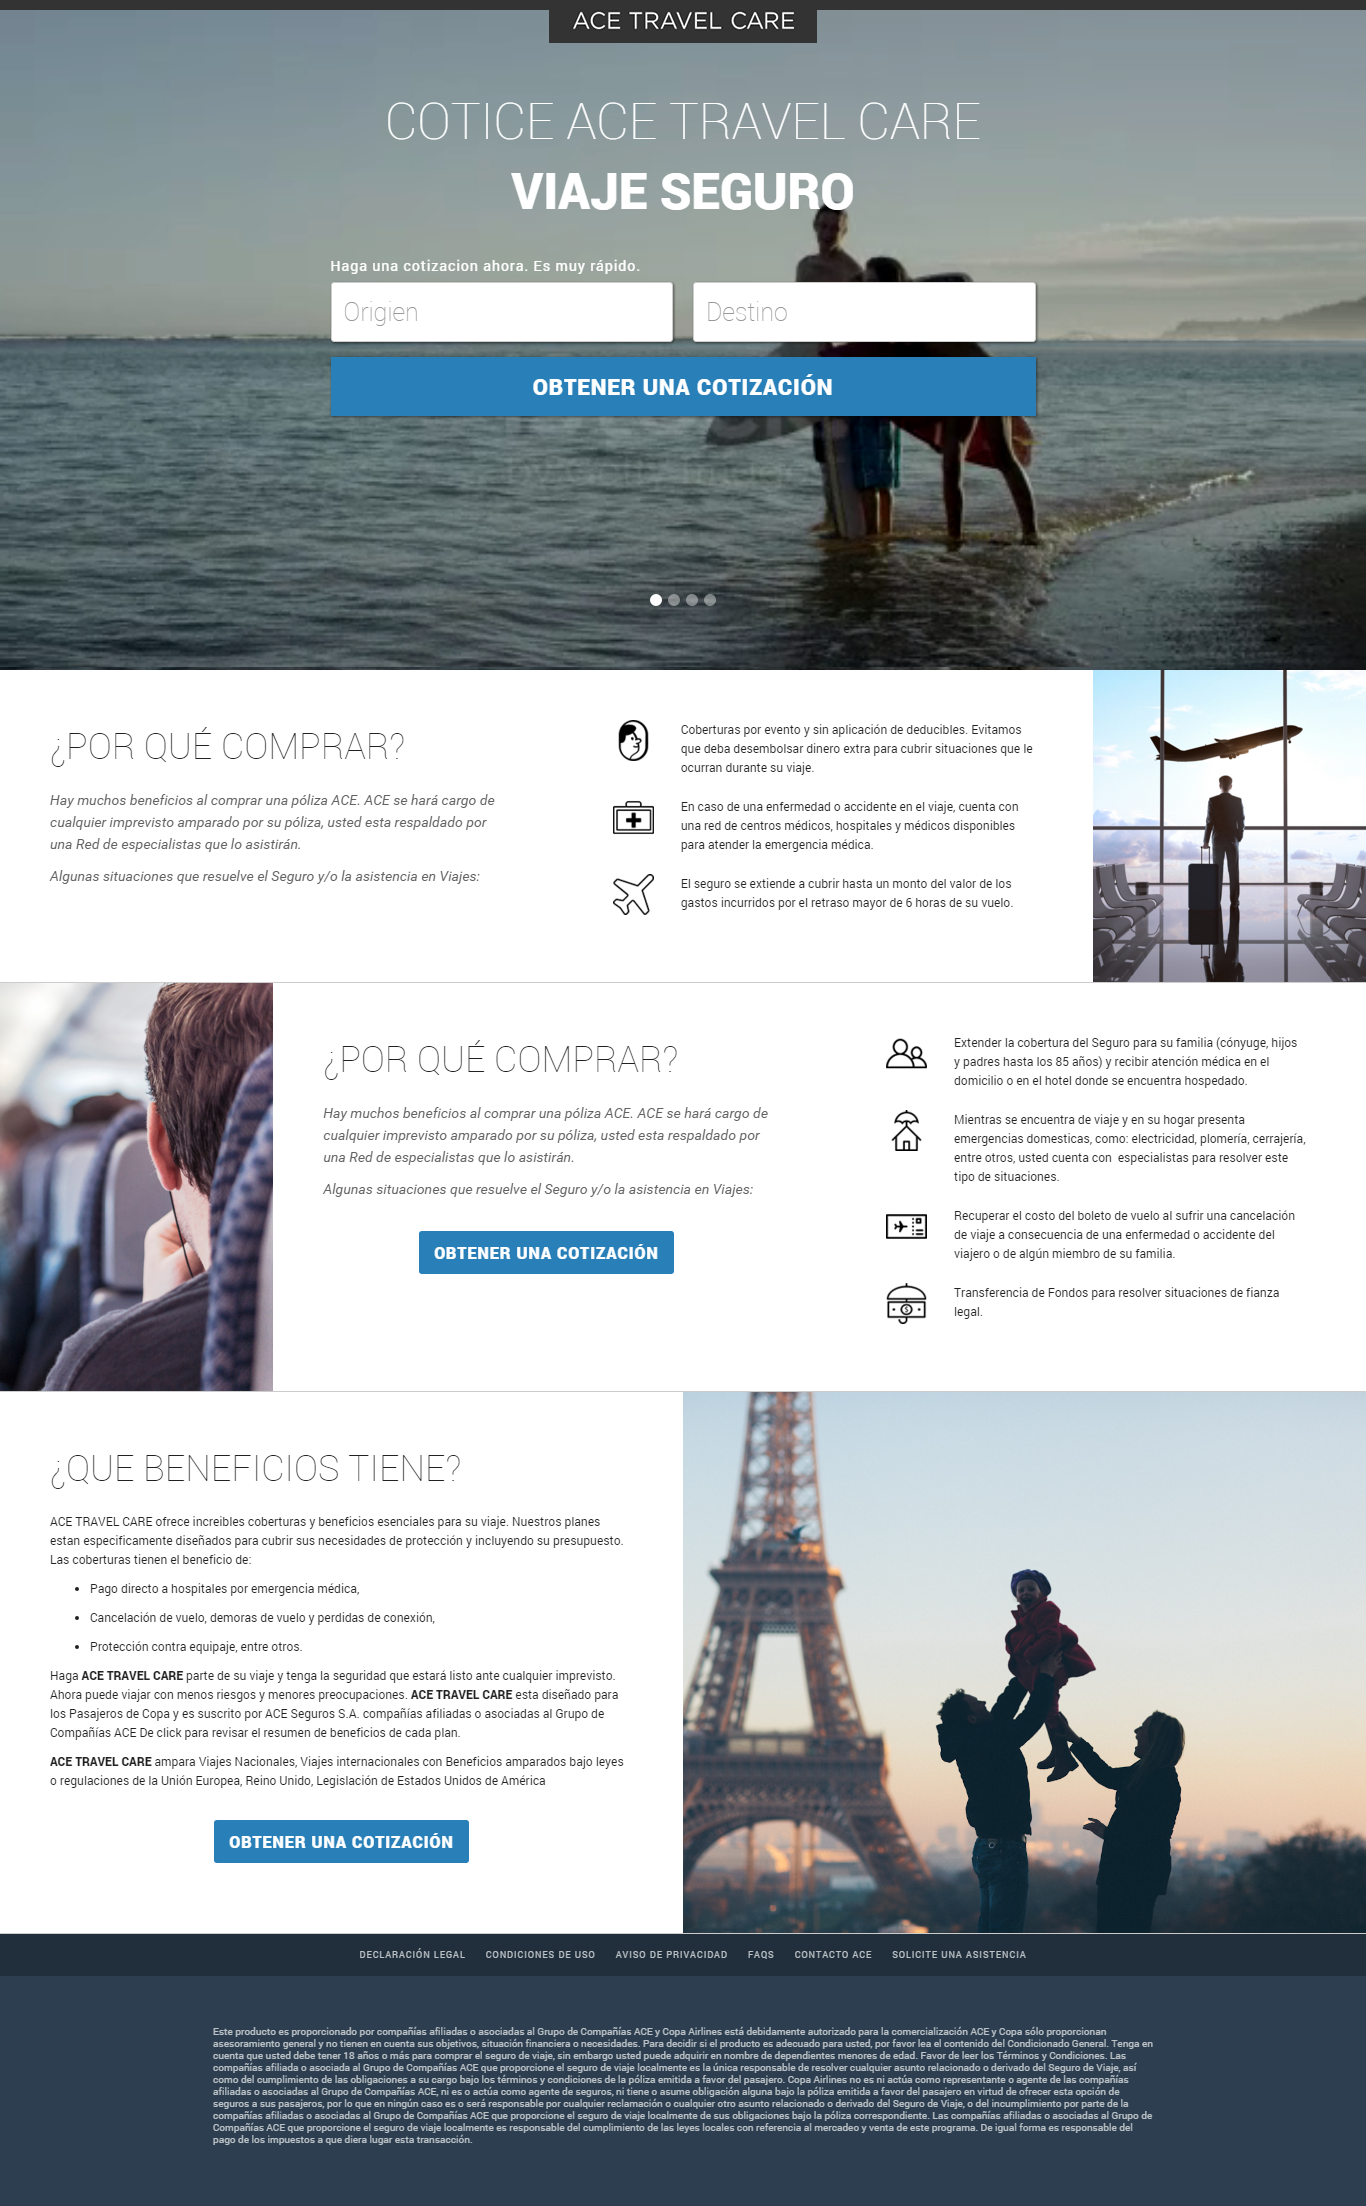 ACE TRAVEL CARE
COTICE ACE TRAVEL CARE
VIAJE SEGURO
Haga una cotizacion ahora. Es muy rápido.
Origien
Destino
OBTENER UNA COTIZACIÓN
¿POR QUÉ COMPRAR?
Hay muchos beneficios al comprar una póliza ACE. ACE se hará cargo de
cualquier imprevisto amparado por su póliza, usted esta respaldado por
una Red de especialistas que lo asistirán.
Algunas situaciones que resuelve el Seguro y/o la asistencia en Viajes:
Coberturas por evento y sin aplicación de deducibles. Evitamos
que deba desembolsar dinero extra para cubrir situaciones que le
ocurran durante su viaje.
En caso de una enfermedad o accidente en el viaje, cuenta con
una red de centros médicos, hospitales y médicos disponibles
para atender la emergencia médica.
El seguro se extiende a cubrir hasta un monto del valor de los
gastos incurridos por el retraso mayor de 6 horas de su vuelo.
¿POR QUÉ COMPRAR?
Hay muchos beneficios al comprar una póliza ACE. ACE se hará cargo de
cualquier imprevisto amparado por su póliza, usted esta respaldado por
una Red de especialistas que lo asistirán.
Algunas situaciones que resuelve el Seguro y/o la asistencia en Viajes:
OBTENER UNA COTIZACIÓN
Extender la cobertura del Seguro para su familia (cónyuge, hijos
y padres hasta los 85 años) y recibir atención médica en el
domicilio o en el hotel donde se encuentra hospedado.
Mientras se encuentra de viaje y en su hogar presenta
emergencias domesticas, como: electricidad, plomería, cerrajería,
entre otros, usted cuenta con especialistas para resolver este
tipo de situaciones.
Recuperar el costo del boleto de vuelo al sufrir una cancelación
de viaje a consecuencia de una enfermedad o accidente del
viajero o de algún miembro de su familia.
Transferencia de Fondos para resolver situaciones de fianza
legal.
¿QUE BENEFICIOS TIENE?
ACE TRAVEL CARE ofrece increibles coberturas y beneficios esenciales para su viaje. Nuestros planes
estan especificamente diseñados para cubrir sus necesidades de protección y incluyendo su presupuesto.
Las coberturas tienen el beneficio de:
• Pago directo a hospitales por emergencia médica,
• Cancelación de vuelo, demoras de vuelo y perdidas de conexión,
• Protección contra equipaje, entre otros.
Haga ACE TRAVEL CARE parte de su viaje y tenga la seguridad que estará listo ante cualquier imprevisto.
Ahora puede viajar con menos riesgos y menores preocupaciones. ACE TRAVEL CARE esta diseñado para
los Pasajeros de Copa y es suscrito por ACE Seguros S.A. compañías afiliadas o asociadas al Grupo de
Compañías ACE De click para revisar el resumen de beneficios de cada plan.
ACE TRAVEL CARE ampara Viajes Nacionales, Viajes internacionales con Beneficios amparados bajo leyes
o regulaciones de la Unión Europea, Reino Unido, Legislación de Estados Unidos de América
OBTENER UNA COTIZACIÓN
DECLARACIÓN LEGAL CONDICIONES DE USO AVISO DE PRIVACIDAD FAQS CONTACTO ACE SOLICITE UNA ASISTENCIA
Este producto es proporcionado por compañías afiliadas o asociadas al Grupo de Compañías ACE y Copa Airlines está debidamente autorizado para la comercialización ACE y Copa sólo proporcionan
asesoramiento general y no tienen en cuenta sus objetivos, situación financiera o necesidades. Para decidir si el producto es adecuado para usted, por favor lea el contenido del Condicionado General. Tenga en
cuenta que usted debe tener 18 años o más para comprar el seguro de viaje, sin embargo usted puede adquirir en nombre de dependientes menores de edad. Favor de leer los Términos y Condiciones. Las
compañías afiliada o asociada al Grupo de Compañías ACE que proporcione el seguro de viaje localmente es la única responsable de resolver cualquier asunto relacionado o derivado del Seguro de Viaje, así
como del cumplimiento de las obligaciones a su cargo bajo los términos y condiciones de la póliza emitida a favor del pasajero. Copa Airlines no es ni actúa como representante o agente de las compañías
afiliadas o asociadas al Grupo de Compañías ACE, ni es o actúa como agente de seguros, ni tiene o asume obligación alguna bajo la póliza emitida a favor del pasajero en virtud de ofrecer esta opción de
seguros a sus pasajeros, por lo que en ningún caso es o será responsable por cualquier reclamación o cualquier otro asunto relacionado o derivado del Seguro de Viaje, o del incumplimiento por parte de la
compañías afiliadas o asociadas al Grupo de Compañías ACE que proporcione el seguro de viaje localmente de sus obligaciones bajo la póliza correspondiente. Las compañías afiliadas o asociadas al Grupo de
Compañías ACE que proporcione el seguro de viaje localmente es responsable del cumplimiento de las leyes locales con referencia al mercadeo y venta de este programa. De igual forma es responsable del
pago de los impuestos a que diera lugar esta transacción.